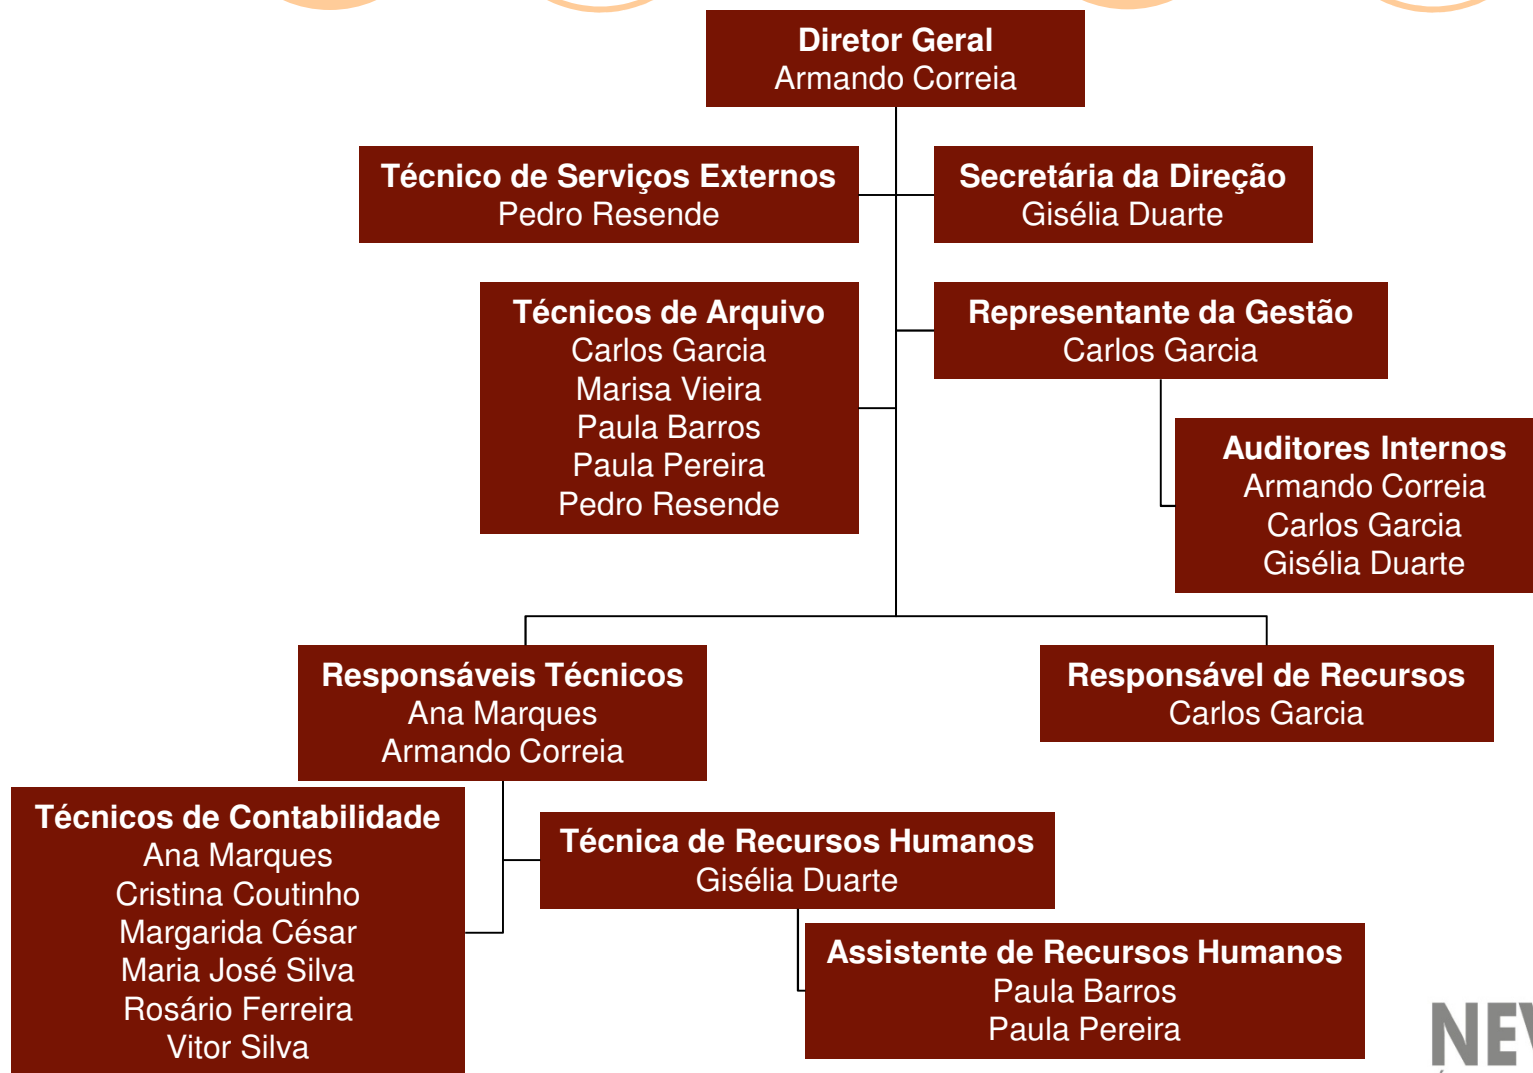 Diretor Geral
Armando Correia
Técnico de Serviços Externos
Pedro Resende
Secretária da Direção
Gisélia Duarte
Técnicos de Arquivo
Carlos Garcia
Marisa Vieira
Paula Barros
Paula Pereira
Pedro Resende
Representante da Gestão
Carlos Garcia
Auditores Internos
Armando Correia
Carlos Garcia
Gisélia Duarte
Responsáveis Técnicos
Ana Marques
Armando Correia
Responsável de Recursos
Carlos Garcia
Técnicos de Contabilidade
Ana Marques
Cristina Coutinho
Margarida César
Maria José Silva
Rosário Ferreira
Vitor Silva
Técnica de Recursos Humanos
Gisélia Duarte
Assistente de Recursos Humanos
Paula Barros
Paula Pereira